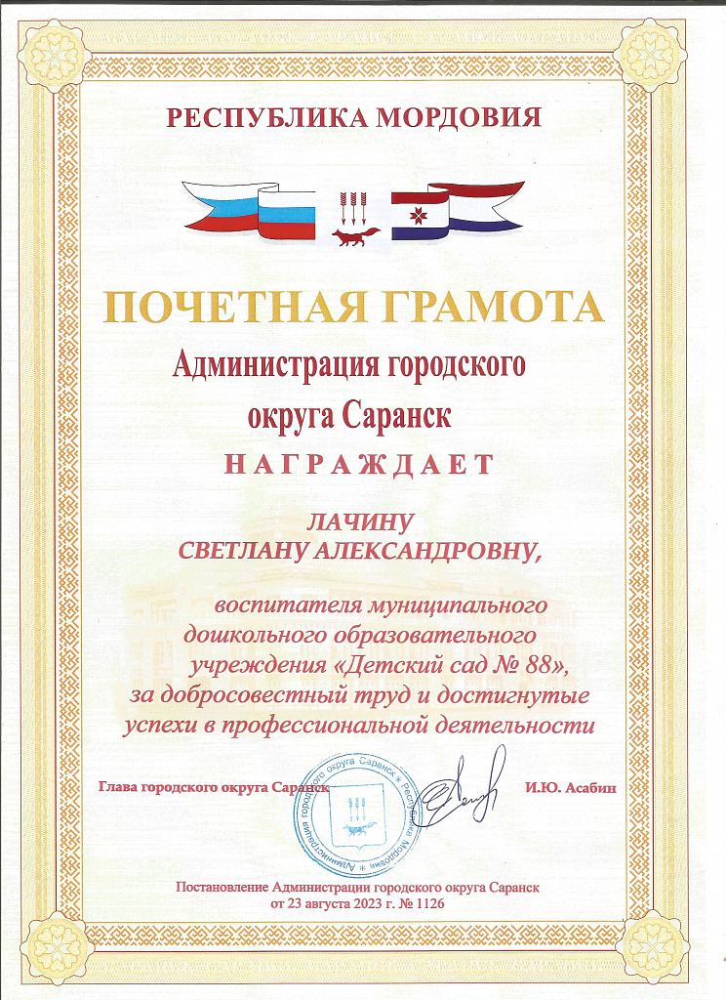 РЕСПУБЛИКА МОРДОВИЯ
ПОЧЕТНАЯ ГРАМОТА
Администрация городского
округа Саранск
НАГРАЖДАЕТ
ЛАЧИНУ
СВЕТЛАНУ АЛЕКСАНДРОВНУ,
воспитателя муниципального
дошкольного образовательного
учреждения «Детский сад № 88»,
за добросовестный труд и достигнутые
успехи в профессиональной деятельности
Глава городского округа Саранск
И.Ю. Асабин
Администрация городского округа Саранск * Республика Мордовия *
Постановление Администрации городского округа Саранск
от 23 августа 2023 г. № 1126